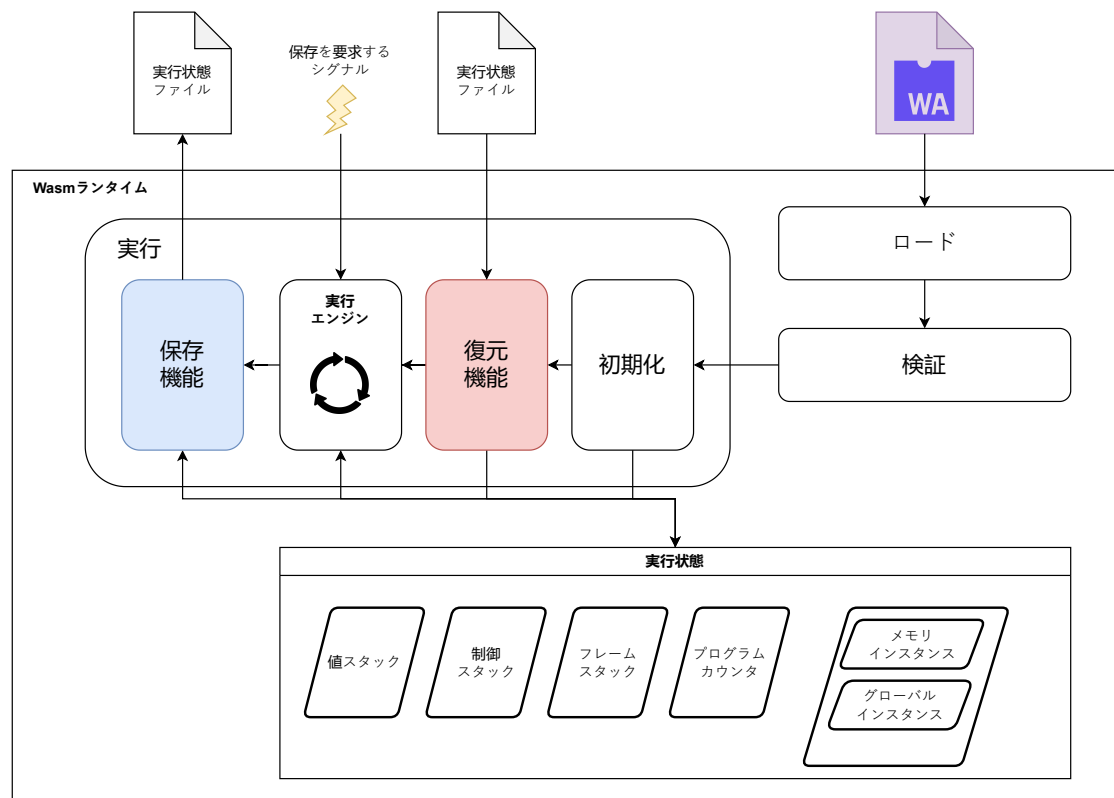 実行状態
ファイル
保存を要求する
シグナル
実行状態
ファイル
WA
Wasmランタイム
ロード
実行
実行
エンジン
保存
機能
復元
機能
初期化
検証
実行状態
値スタック
制御
スタック
フレーム
スタック
プログラム
カウンタ
メモリ
インスタンス
グローバル
インスタンス